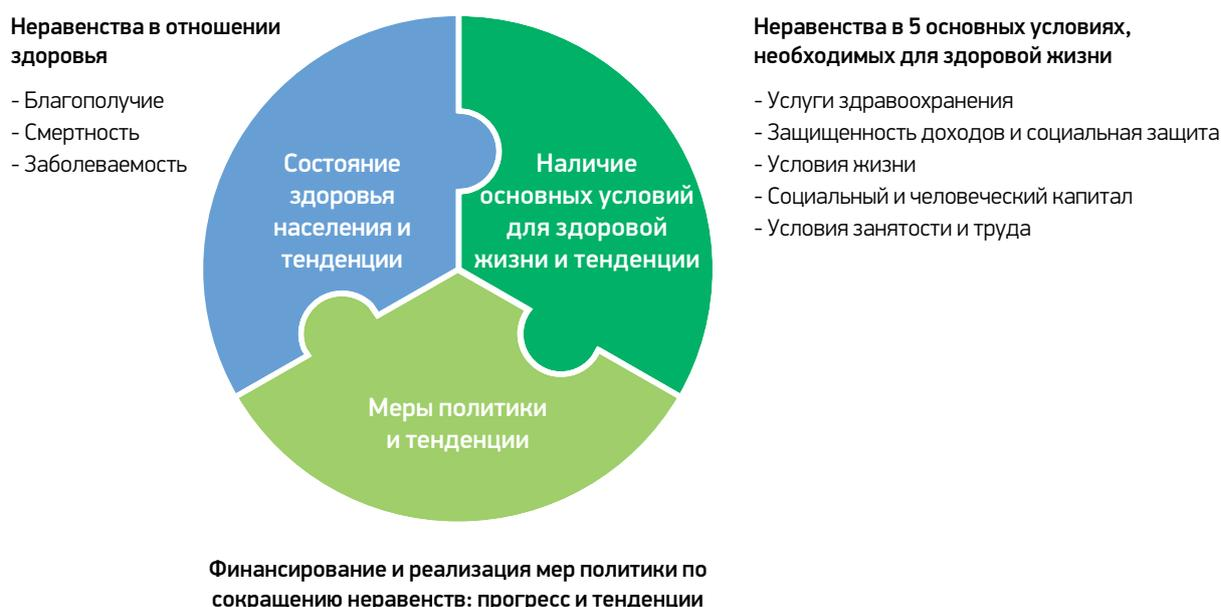 Неравенства в отношении
здоровья
- Благополучие
- Смертность
- Заболеваемость
Состояние
здоровья
населения и
тенденции
Наличие
основных условий
для здоровой
жизни и тенденции
Неравенства в 5 основных условиях,
необходимых для здоровой жизни
- Услуги здравоохранения
- Защищенность доходов и социальная защита
- Условия жизни
- Социальный и человеческий капитал
- Условия занятости и труда
Меры политики
и тенденции
Финансирование и реализация мер политики по
сокращению неравенств: прогресс и тенденции